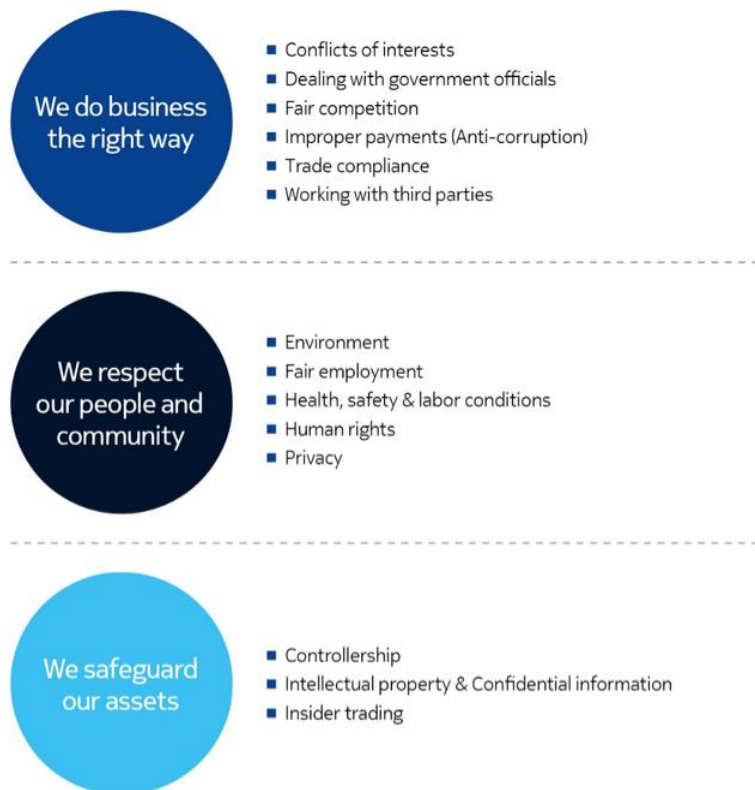 We do business
the right way
Conflicts of interests
Dealing with government officials
Fair competition
Improper payments (Anti-corruption)
Trade compliance
Working with third parties
We respect
our people and
community
Environment
Fair employment
Health, safety & labor conditions
Human rights
Privacy
We safeguard
our assets
Controllership
Intellectual property & Confidential information
Insider trading